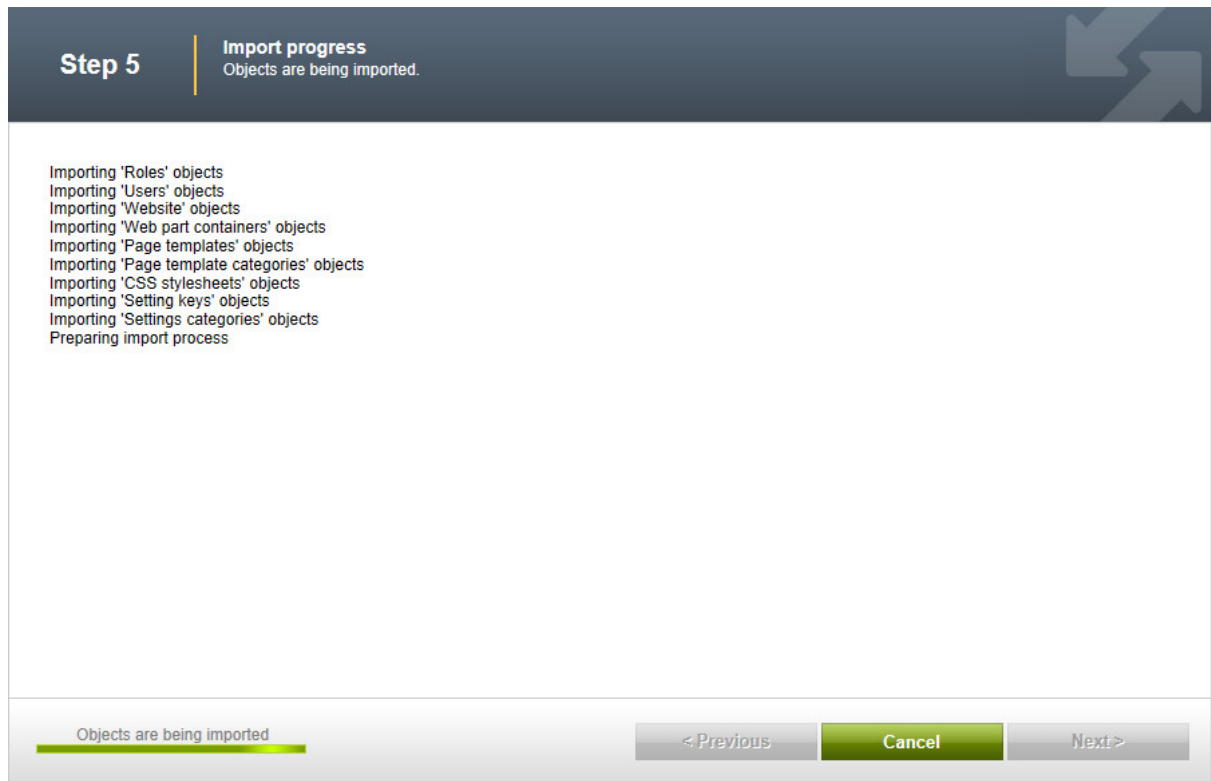 Step 5
Import progress
Objects are being imported.
Importing 'Roles' objects
Importing 'Users' objects
Importing 'Website' objects
Importing 'Web part containers' objects
Importing 'Page templates' objects
Importing 'Page template categories' objects
Importing 'CSS stylesheets' objects
Importing 'Setting keys' objects
Importing 'Settings categories' objects
Preparing import process
Objects are being imported
< Previous
Cancel
Next >